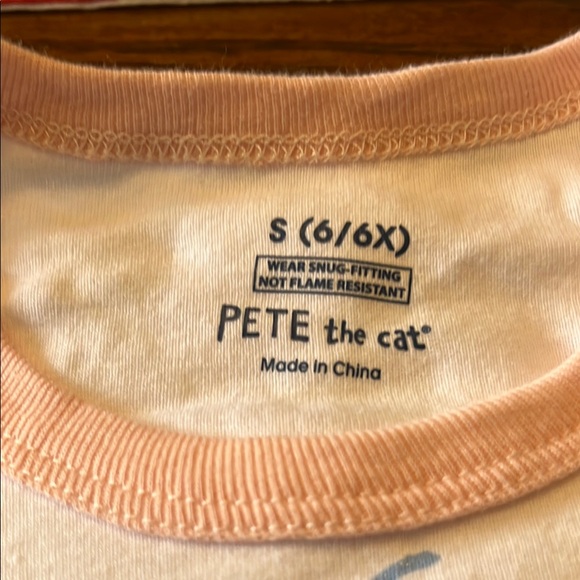 S (6/6X)
WEAR SNUG-FITTING
NOT FLAME RESISTANT
PETE the cat®
Made in China